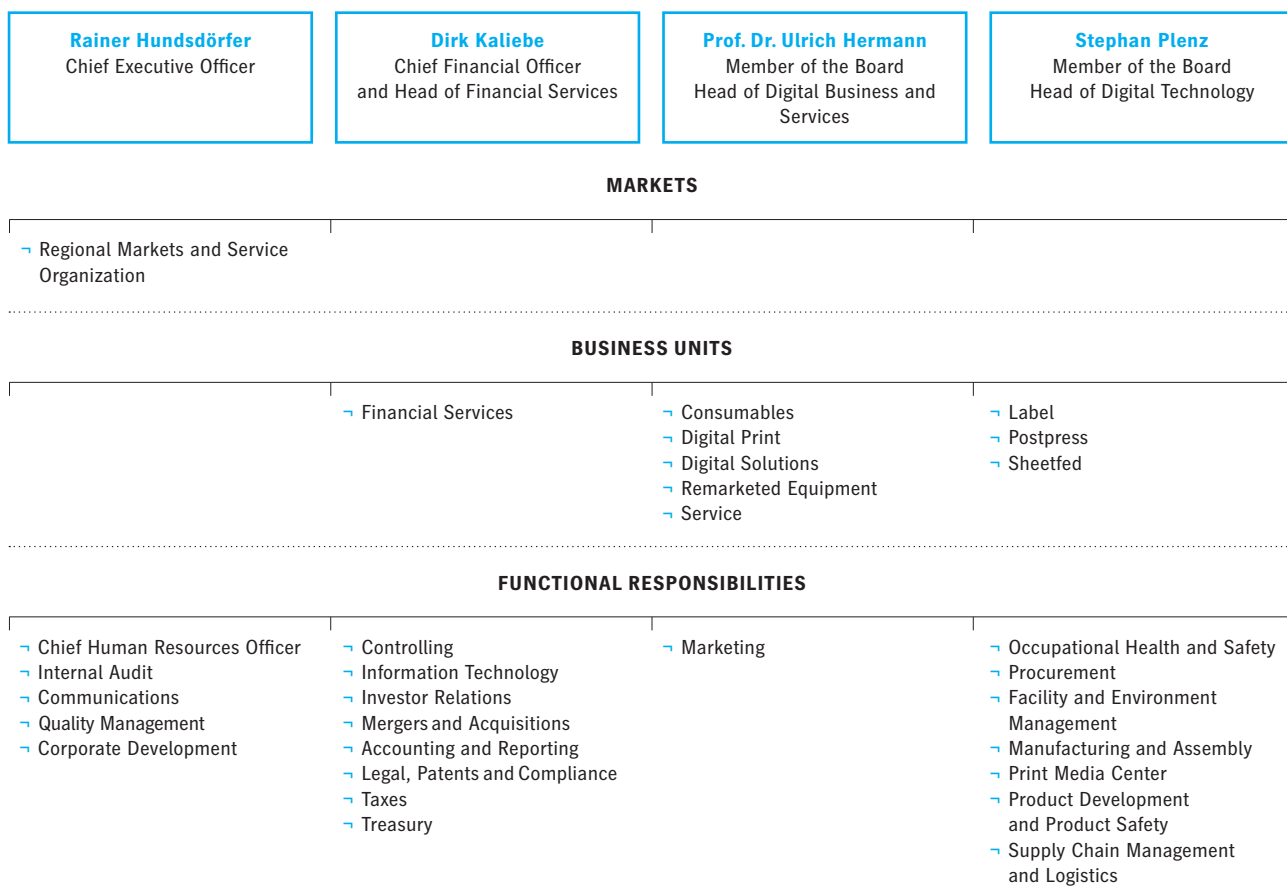 Rainer Hundsdörfer
Chief Executive Officer
Dirk Kaliebe
Chief Financial Officer
and Head of Financial Services
Prof. Dr. Ulrich Hermann
Member of the Board
Head of Digital Business and
Services
Stephan Plenz
Member of the Board
Head of Digital Technology
MARKETS
¬ Regional Markets and Service
Organization
BUSINESS UNITS
¬ Financial Services
¬ Consumables
¬ Digital Print
¬ Digital Solutions
¬ Remarketed Equipment
¬ Service
¬ Label
¬ Postpress
¬ Sheetfed
FUNCTIONAL RESPONSIBILITIES
¬ Chief Human Resources Officer
¬ Internal Audit
¬ Communications
¬ Quality Management
¬ Corporate Development
¬ Controlling
¬ Information Technology
¬ Investor Relations
¬ Mergers and Acquisitions
¬ Accounting and Reporting
¬ Legal, Patents and Compliance
¬ Taxes
¬ Treasury
¬ Marketing
¬ Occupational Health and Safety
¬ Procurement
¬ Facility and Environment
Management
¬ Manufacturing and Assembly
¬ Print Media Center
¬ Product Development
and Product Safety
¬ Supply Chain Management
and Logistics